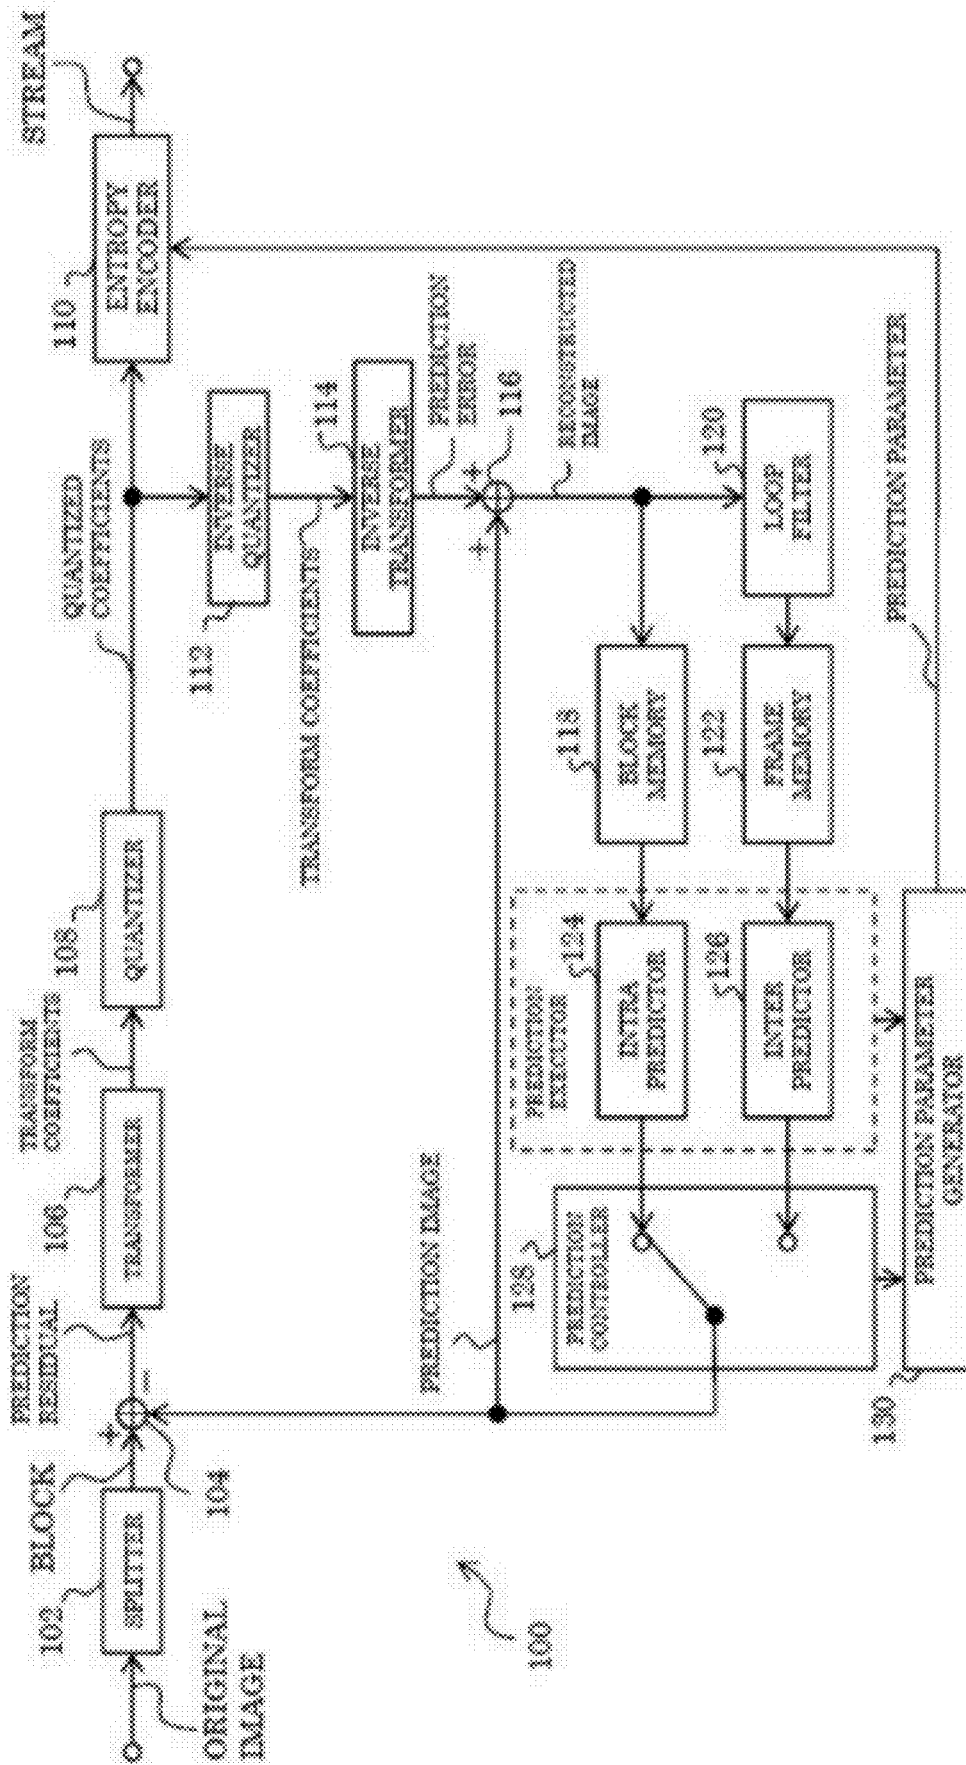 ORIGINAL
IMAGE
102
SPLITTER
BLOCK
104
+
−
PREDICTION
RESIDUAL
106
TRANSFORMER
TRANSFORM
COEFFICIENTS
108
QUANTIZER
QUANTIZED
COEFFICIENTS
110
ENTROPY
ENCODER
STREAM
112
INVERSE
QUANTIZER
TRANSFORM COEFFICIENTS
114
INVERSE
TRANSFORMER
PREDICTION
ERROR
+
+
116
RECONSTRUCTED
IMAGE
PREDICTION IMAGE
118
BLOCK
MEMORY
120
LOOP
FILTER
122
FRAME
MEMORY
PREDICTION
EXECUTOR
124
INTRA
PREDICTOR
126
INTER
PREDICTOR
128
PREDICTION
CONTROLLER
PREDICTION PARAMETER
130
PREDICTION PARAMETER
GENERATOR
100